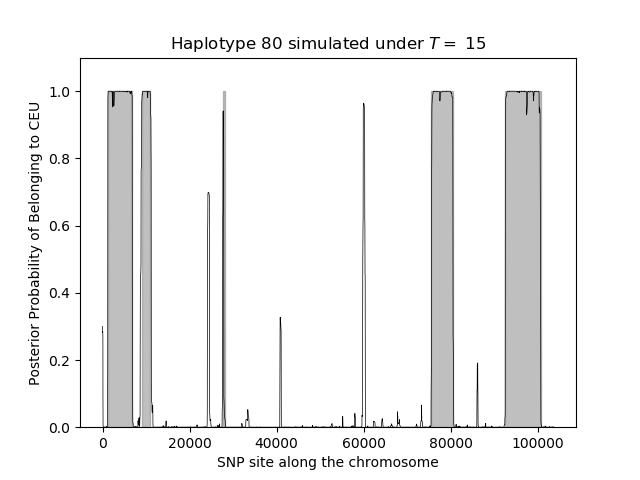 Haplotype 80 simulated under T = 15
Posterior Probability of Belonging to CEU
1.0
0.8
0.6
0.4
0.2
0.0
0 20000 40000 60000 80000 100000
SNP site along the chromosome